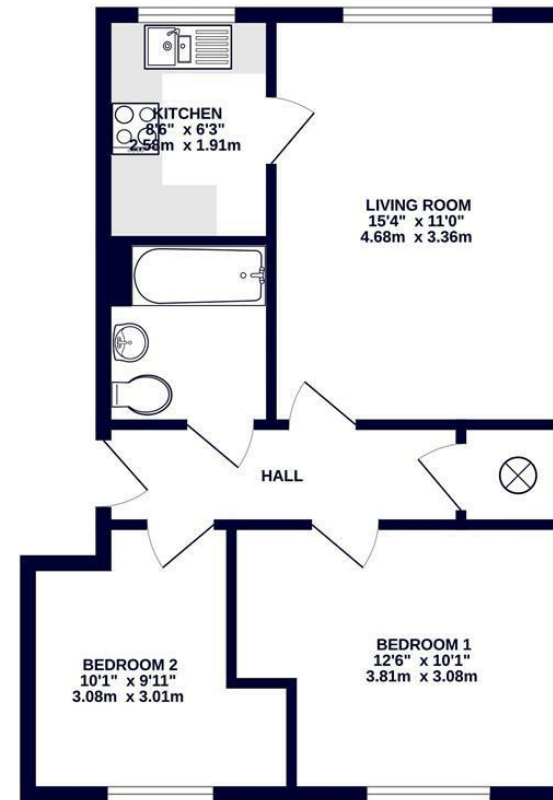 KITCHEN
8'6" x 6'3"
2.58m x 1.91m
LIVING ROOM
15'4" x 11'0"
4.68m x 3.36m
HALL
BEDROOM 1
12'6" x 10'1"
3.81m x 3.08m
BEDROOM 2
10'1" x 9'11"
3.08m x 3.01m